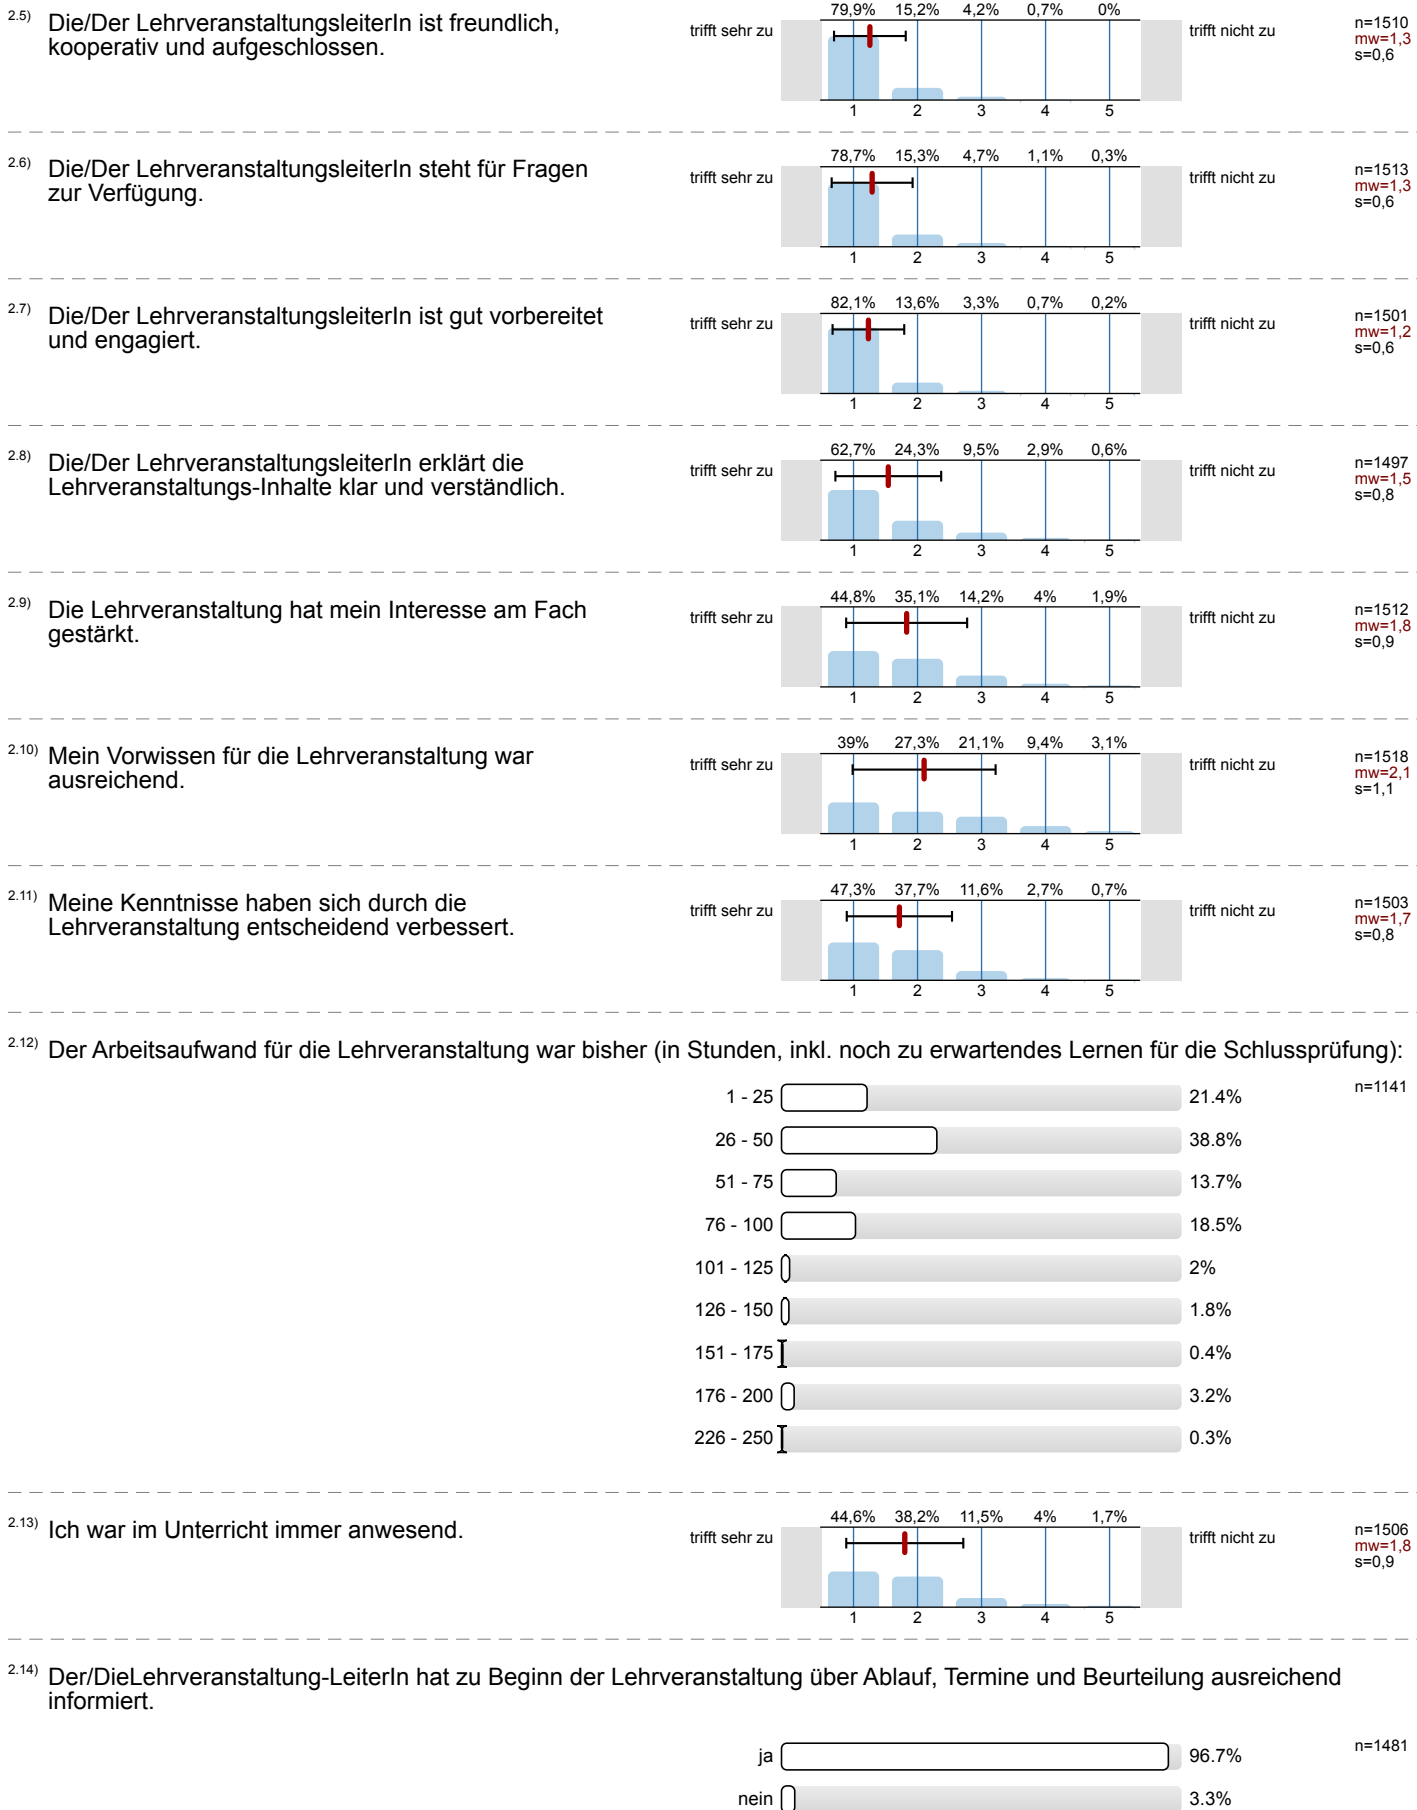 2.5) Die/Der LehrveranstaltungsleiterIn ist freundlich,
kooperativ und aufgeschlossen.
trifft sehr zu
79,9% 15,2% 4,2% 0,7% 0%
1 2 3 4 5
trifft nicht zu
n=1510
mw=1,3
s=0,6
2.6) Die/Der LehrveranstaltungsleiterIn steht für Fragen
zur Verfügung.
trifft sehr zu
78,7% 15,3% 4,7% 1,1% 0,3%
1 2 3 4 5
trifft nicht zu
n=1513
mw=1,3
s=0,6
2.7) Die/Der LehrveranstaltungsleiterIn ist gut vorbereitet
und engagiert.
trifft sehr zu
82,1% 13,6% 3,3% 0,7% 0,2%
1 2 3 4 5
trifft nicht zu
n=1501
mw=1,2
s=0,6
2.8) Die/Der LehrveranstaltungsleiterIn erklärt die
Lehrveranstaltungs-Inhalte klar und verständlich.
trifft sehr zu
62,7% 24,3% 9,5% 2,9% 0,6%
1 2 3 4 5
trifft nicht zu
n=1497
mw=1,5
s=0,8
2.9) Die Lehrveranstaltung hat mein Interesse am Fach
gestärkt.
trifft sehr zu
44,8% 35,1% 14,2% 4% 1,9%
1 2 3 4 5
trifft nicht zu
n=1512
mw=1,8
s=0,9
2.10) Mein Vorwissen für die Lehrveranstaltung war
ausreichend.
trifft sehr zu
39% 27,3% 21,1% 9,4% 3,1%
1 2 3 4 5
trifft nicht zu
n=1518
mw=2,1
s=1,1
2.11) Meine Kenntnisse haben sich durch die
Lehrveranstaltung entscheidend verbessert.
trifft sehr zu
47,3% 37,7% 11,6% 2,7% 0,7%
1 2 3 4 5
trifft nicht zu
n=1503
mw=1,7
s=0,8
2.12) Der Arbeitsaufwand für die Lehrveranstaltung war bisher (in Stunden, inkl. noch zu erwartendes Lernen für die Schlussprüfung):
n=1141
1 - 25 21.4%
26 - 50 38.8%
51 - 75 13.7%
76 - 100 18.5%
101 - 125 2%
126 - 150 1.8%
151 - 175 0.4%
176 - 200 3.2%
226 - 250 0.3%
2.13) Ich war im Unterricht immer anwesend.
trifft sehr zu
44,6% 38,2% 11,5% 4% 1,7%
1 2 3 4 5
trifft nicht zu
n=1506
mw=1,8
s=0,9
2.14) Der/DieLehrveranstaltung-LeiterIn hat zu Beginn der Lehrveranstaltung über Ablauf, Termine und Beurteilung ausreichend
informiert.
n=1481
ja 96.7%
nein 3.3%